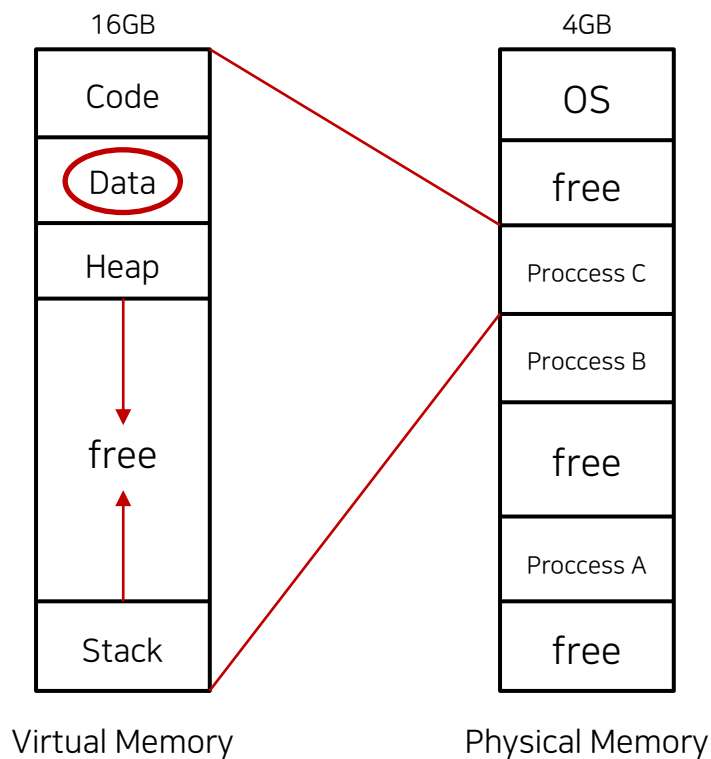 16GB
Code
Data
Heap
free
Stack
Virtual Memory
4GB
OS
free
Proccess C
Proccess B
free
Proccess A
free
Physical Memory